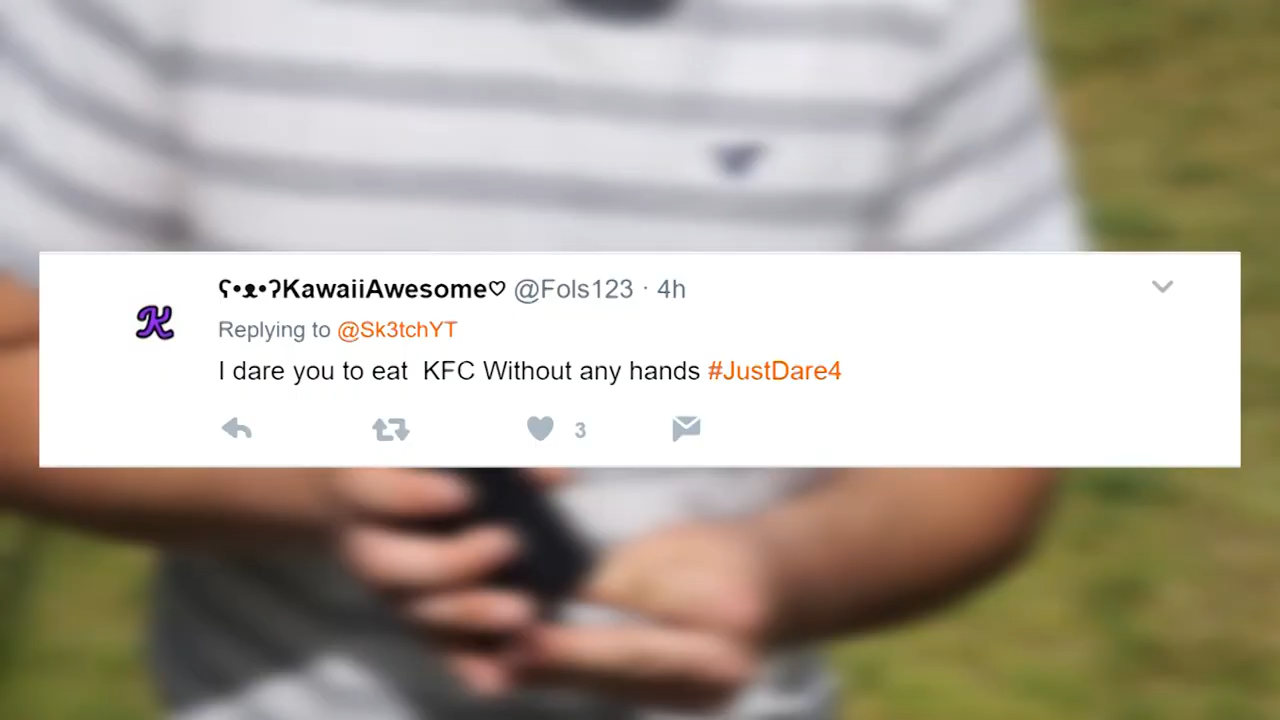 ʕ•ᴥ•ʔKawaiiAwesome♡ @Fols123 · 4h
Replying to @Sk3tchYT
I dare you to eat  KFC Without any hands #JustDare4
3